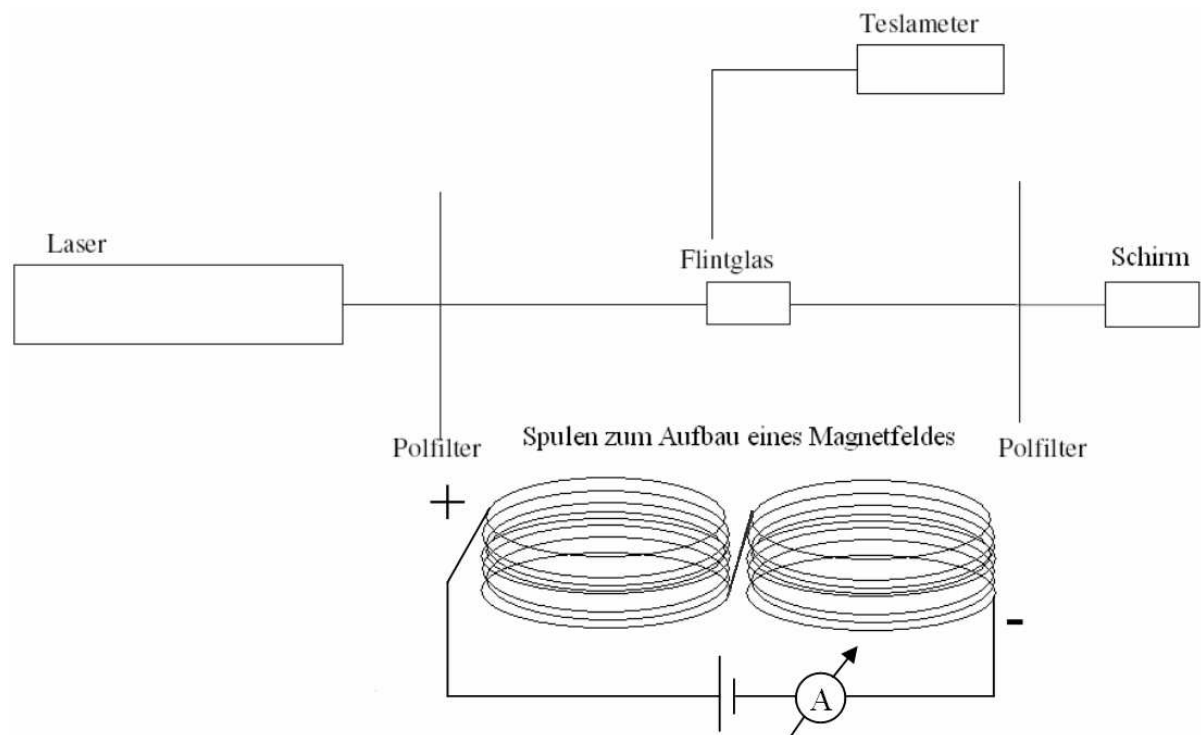 Teslameter
Laser
Flintglas
Schirm
Polfilter
Spulen zum Aufbau eines Magnetfeldes
Polfilter
+
-
A